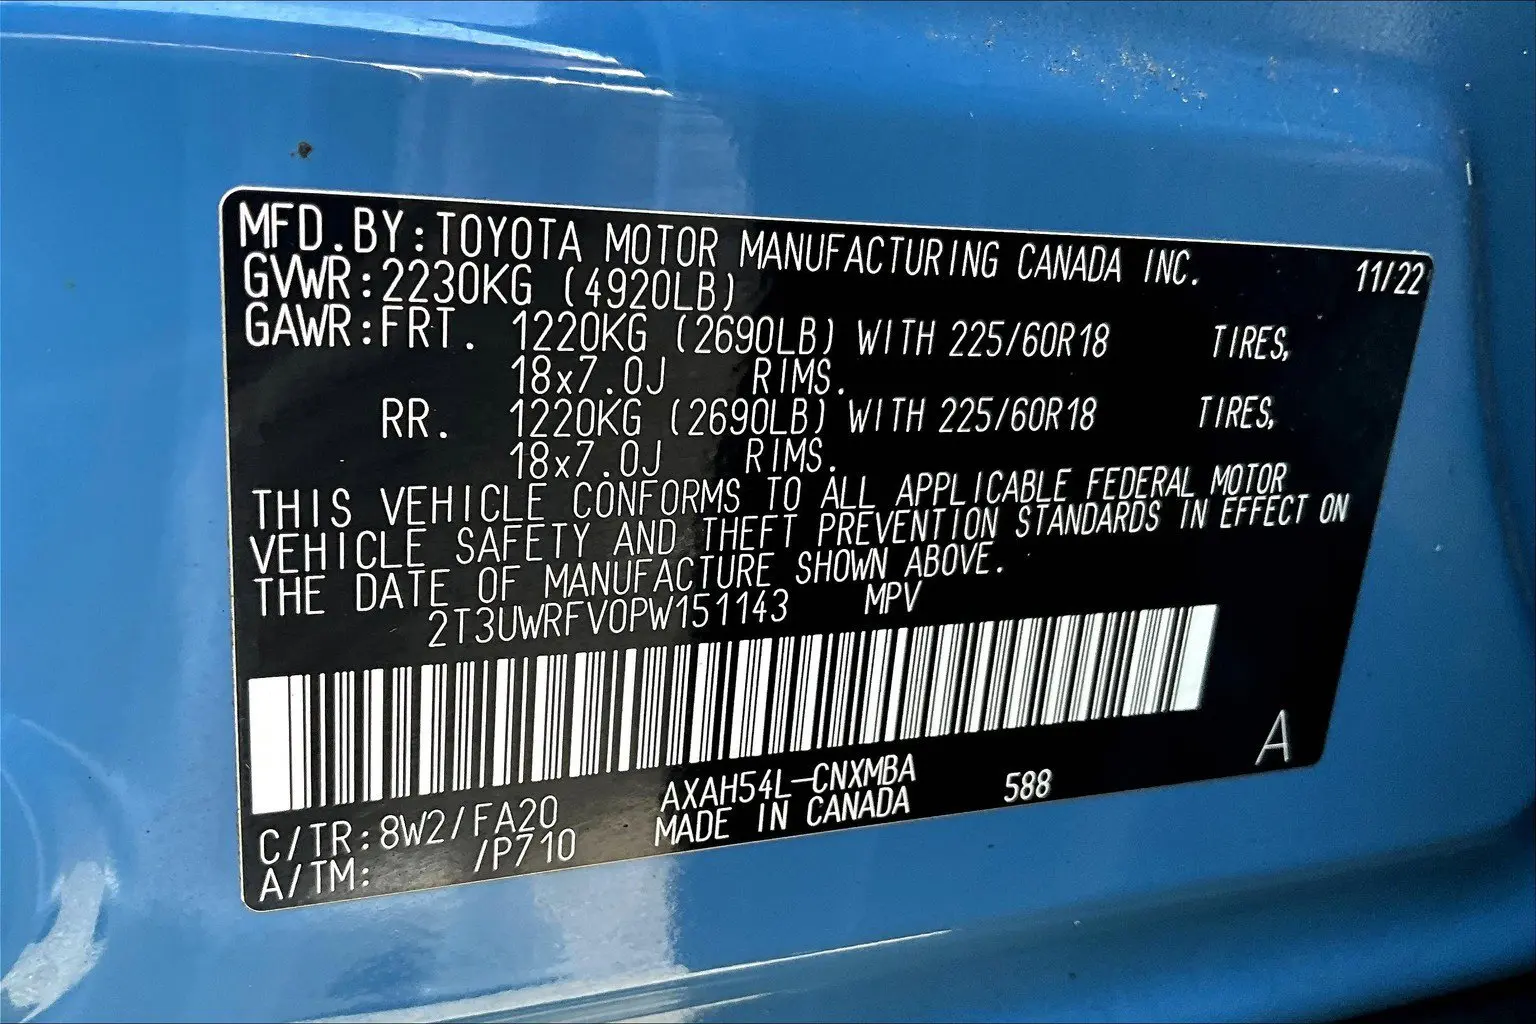 MFD.BY:TOYOTA MOTOR MANUFACTURING CANADA INC. 11/22
GVWR:2230KG (4920LB)
GAWR:FRT. 1220KG (2690LB) WITH 225/60R18 TIRES,
18x7.0J RIMS.
RR. 1220KG (2690LB) WITH 225/60R18 TIRES,
18x7.0J RIMS.
THIS VEHICLE CONFORMS TO ALL APPLICABLE FEDERAL MOTOR
VEHICLE SAFETY AND THEFT PREVENTION STANDARDS IN EFFECT ON
THE DATE OF MANUFACTURE SHOWN ABOVE.
2T3UWRFV0PW151143 MPV
A
C/TR:8W2/FA20 AXAH54L-CNXMBA 588
A/TM: /P710 MADE IN CANADA